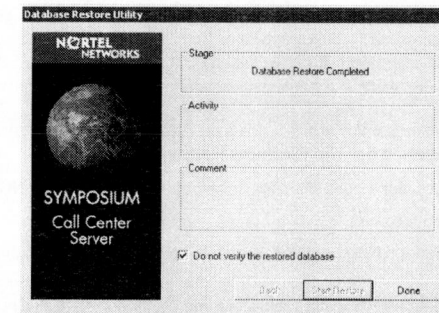 Database Restore Utility
NORTEL
NETWORKS
SYMPOSIUM
Call Center
Server
Stage
Database Restore Completed
Activity
Comment
Do not verify the restored database
Back
Start Restore
Done